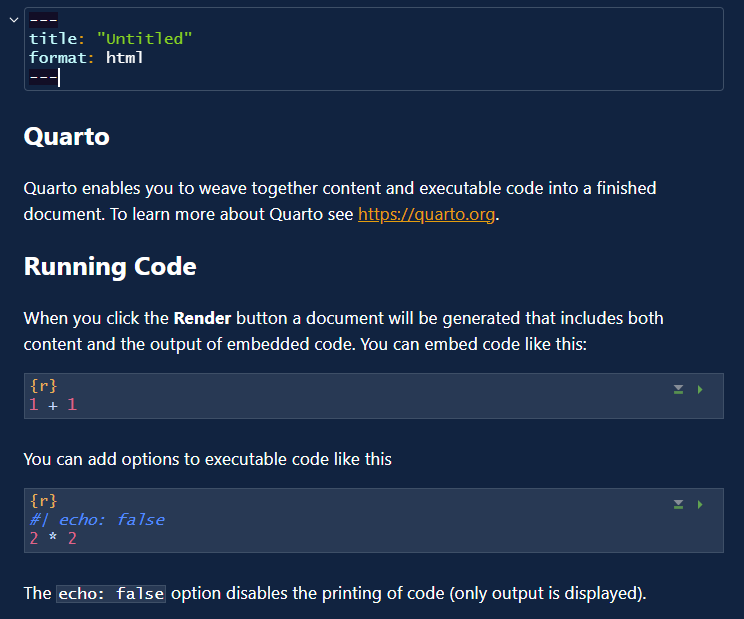 ---
title: "Untitled"
format: html
---
Quarto
Quarto enables you to weave together content and executable code into a finished
document. To learn more about Quarto see https://quarto.org.
Running Code
When you click the Render button a document will be generated that includes both
content and the output of embedded code. You can embed code like this:
{r}
1 + 1
You can add options to executable code like this
{r}
#| echo: false
2 * 2
The echo: false option disables the printing of code (only output is displayed).